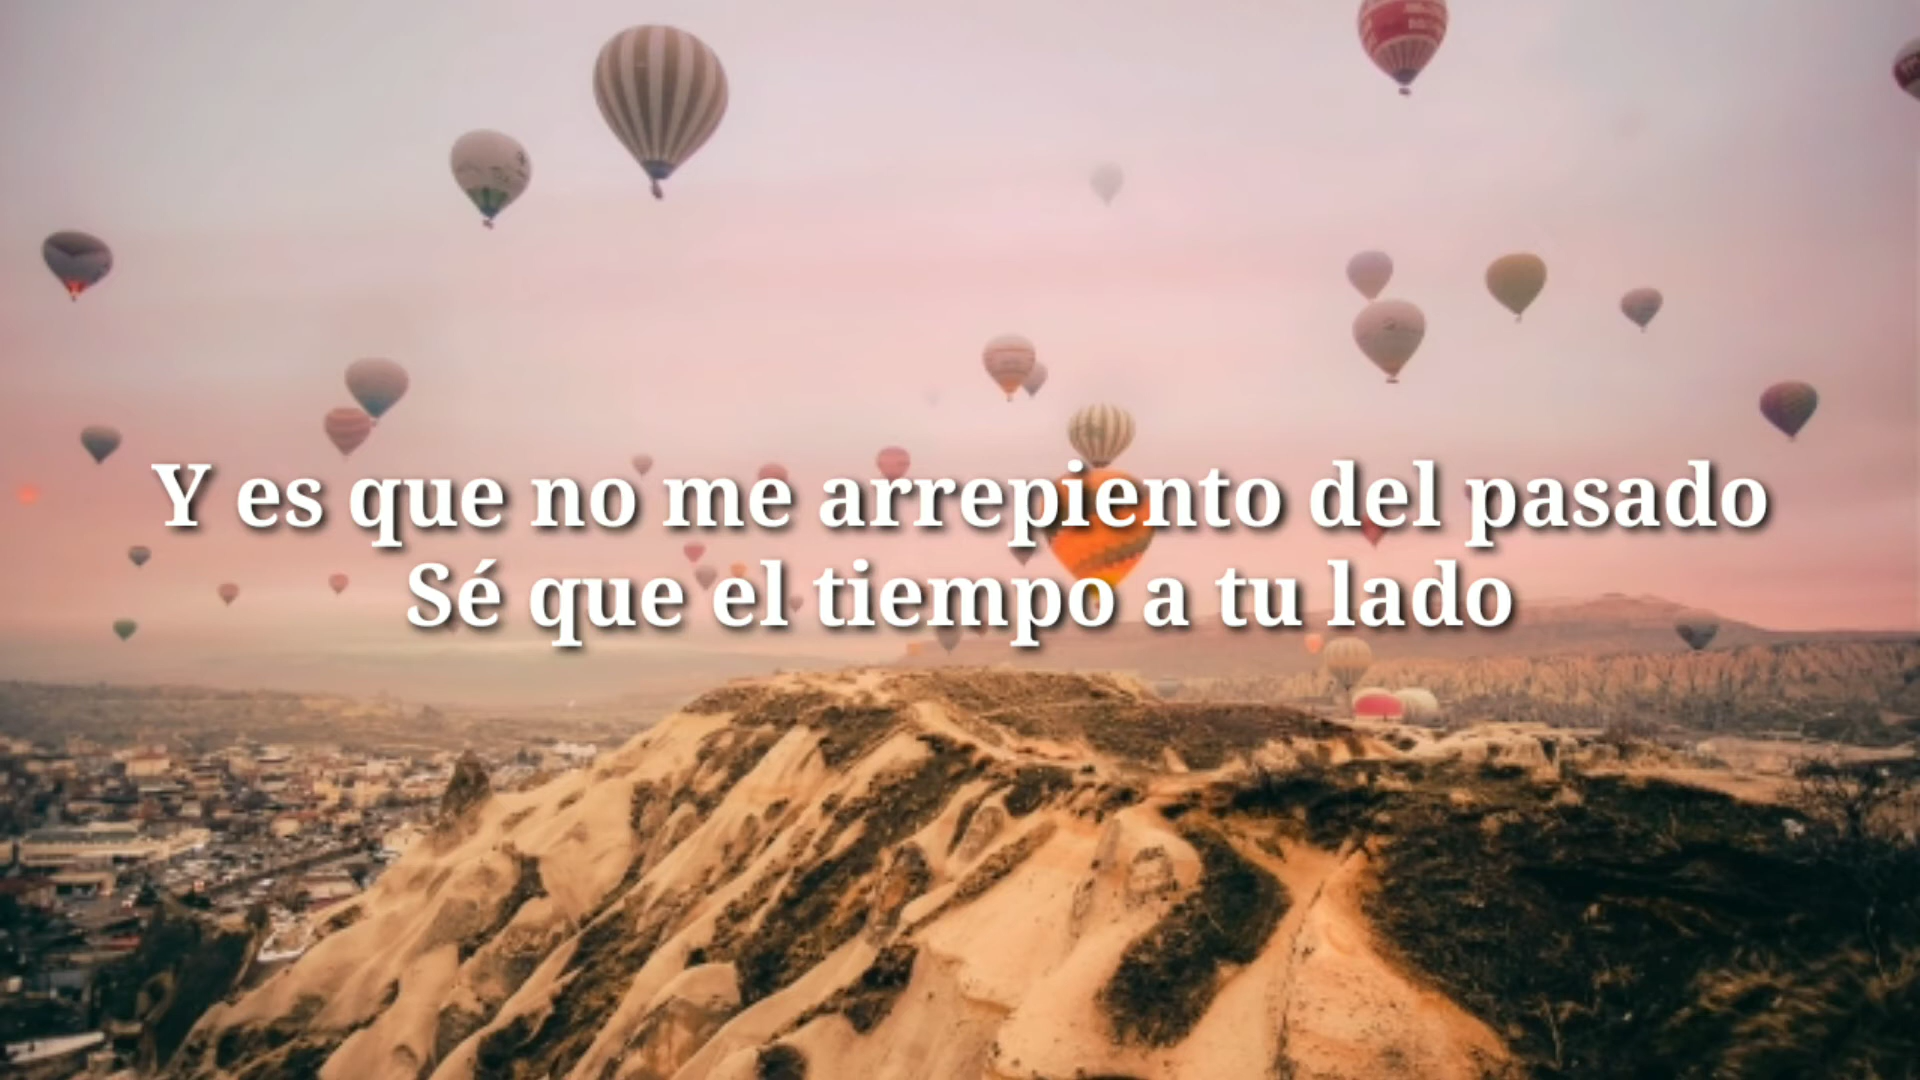 Y es que no me arrepiento del pasado
Sé que el tiempo a tu lado